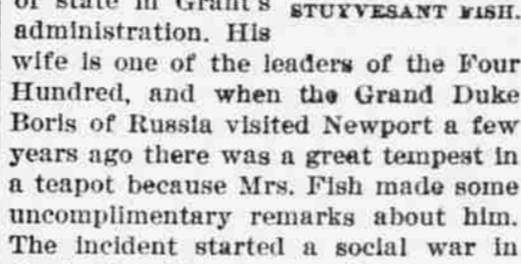 of state in Grant's
STUYVESANT FISH.
administration. His
wife is one of the leaders of the Four
Hundred, and when the Grand Duke
Boris of Russia visited Newport a few
years ago there was a great tempest in
a teapot because Mrs. Fish made some
uncomplimentary remarks about him.
The incident started a social war in